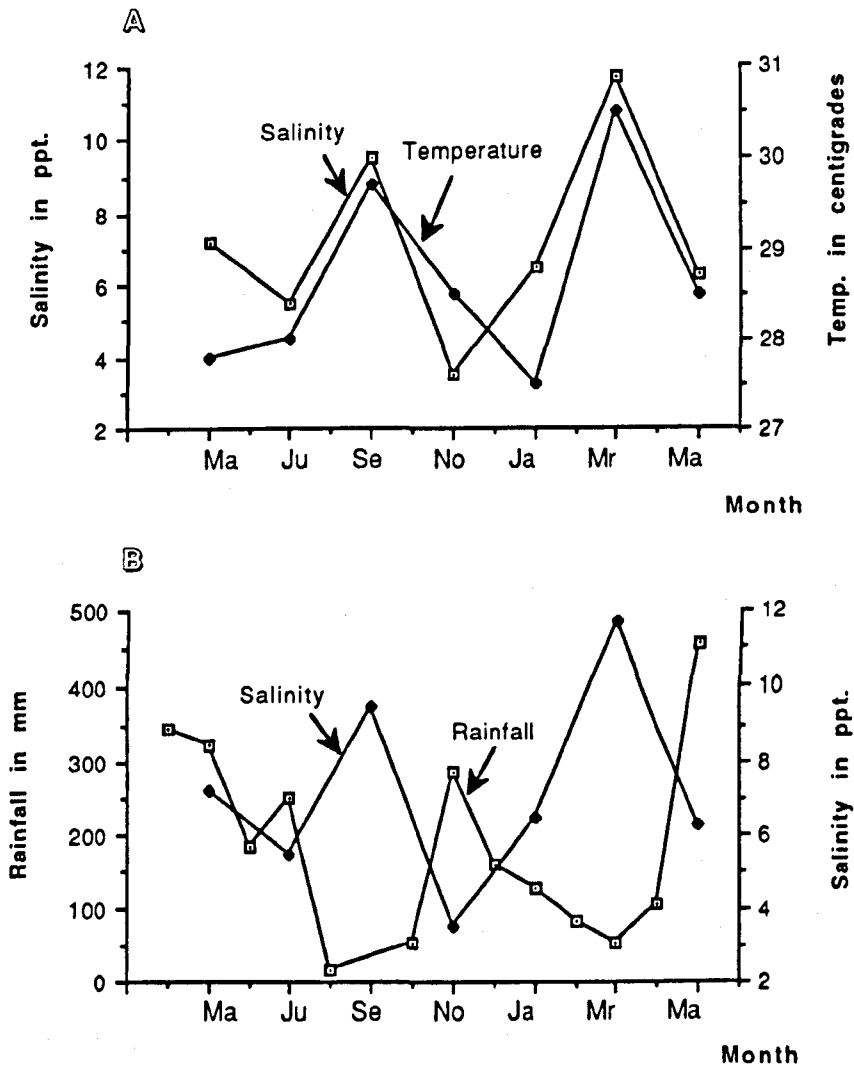 A
12
10
8
6
4
2
Salinity in ppt.
Salinity
Temperature
31
30
29
28
27
Temp. in centigrades
Ma Ju Se No Ja Mr Ma
Month
B
500
400
300
200
100
0
Rainfall in mm
Salinity
Rainfall
12
10
8
6
4
2
Salinity in ppt.
Ma Ju Se No Ja Mr Ma
Month